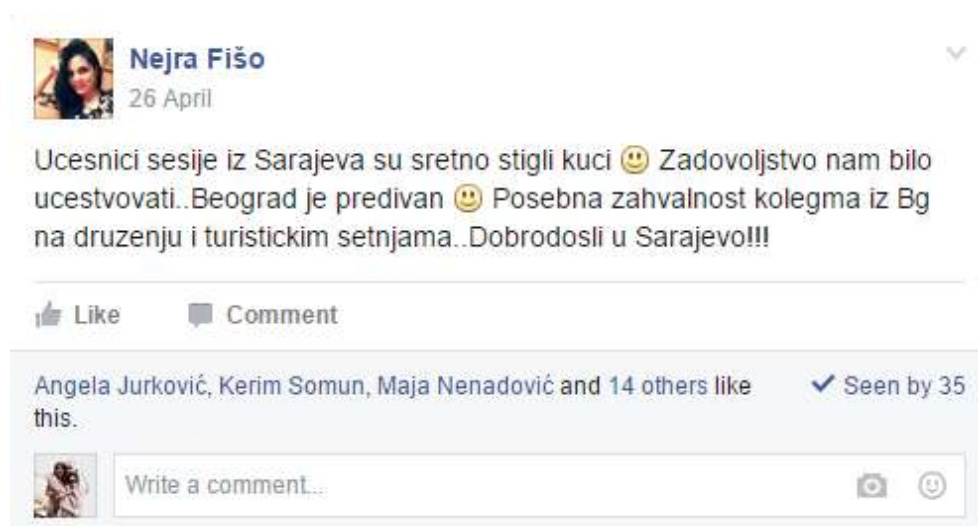 Nejra Fišo
26 April
Ucesnici sesije iz Sarajeva su sretno stigli kuci 🙂 Zadovoljstvo nam bilo
ucestvovati..Beograd je predivan 🙂 Posebna zahvalnost kolegma iz Bg
na druzenju i turistickim setnjama..Dobrodosli u Sarajevo!!!
Like Comment
Angela Jurković, Kerim Somun, Maja Nenadović and 14 others like
this.
✓ Seen by 35
Write a comment...